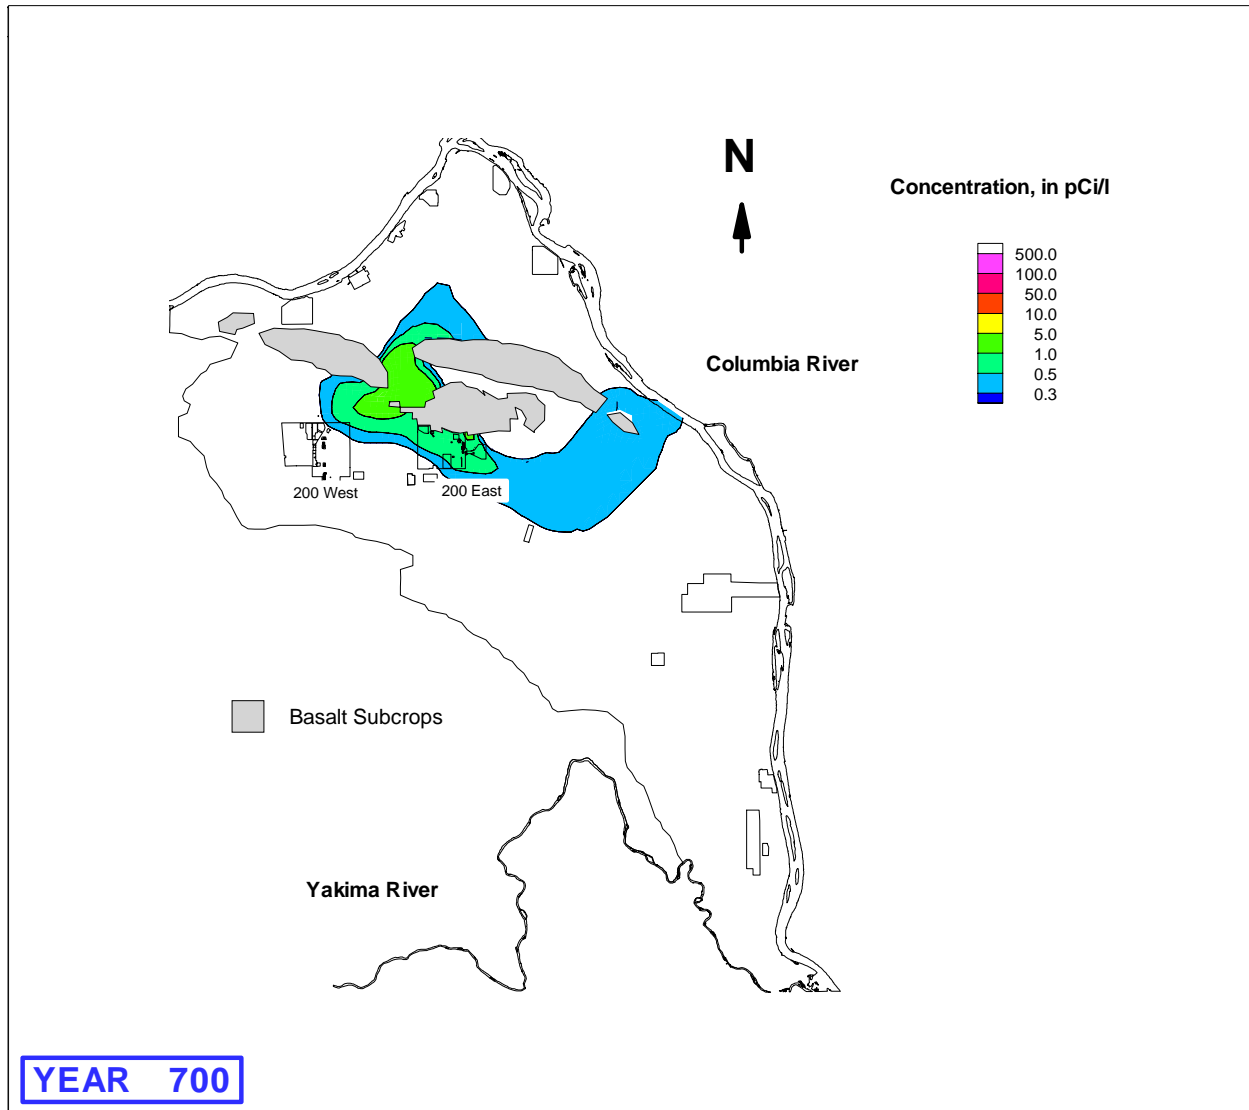 N
Concentration, in pCi/l
500.0
100.0
50.0
10.0
5.0
1.0
0.5
0.3
Columbia River
200 West
200 East
Basalt Subcrops
Yakima River
YEAR 700